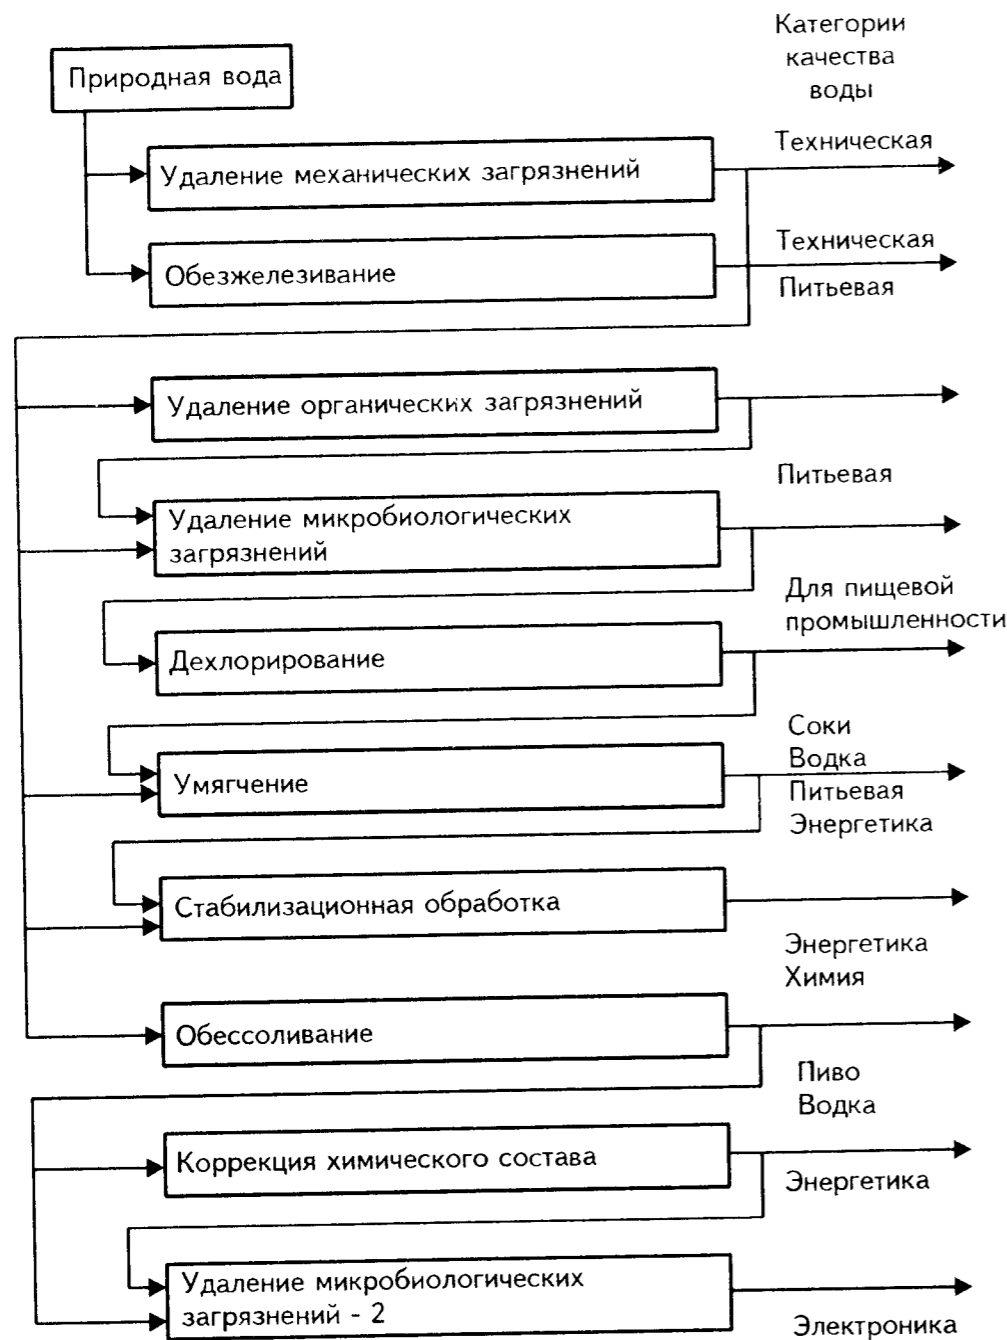 Категории
качества
воды
Природная вода
Техническая
Удаление механических загрязнений
Техническая
Обезжелезивание
Питьевая
Удаление органических загрязнений
Питьевая
Удаление микробиологических
загрязнений
Для пищевой
промышленности
Дехлорирование
Соки
Водка
Умягчение
Питьевая
Энергетика
Стабилизационная обработка
Энергетика
Химия
Обессоливание
Пиво
Водка
Коррекция химического состава
Энергетика
Удаление микробиологических
загрязнений - 2
Электроника